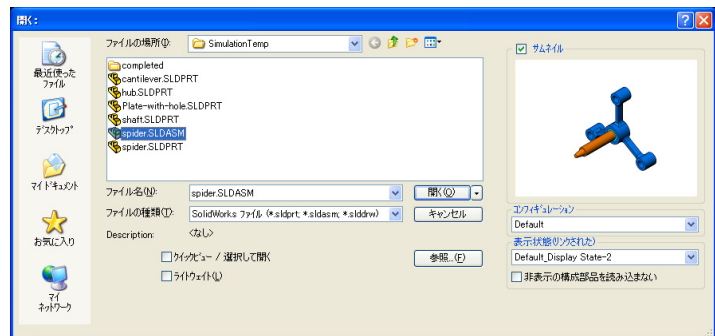 開く:
ファイルの場所(I):
SimulationTemp
サムネイル
最近使った
ファイル
デスクトップ
マイ ドキュメント
お気に入り
マイ
ネットワーク
completed
cantilever.SLDPRT
hub.SLDPRT
Plate-with-hole.SLDPRT
shaft.SLDPRT
spider.SLDASM
spider.SLDPRT
ファイル名(N):
spider.SLDASM
開く(O)
ファイルの種類(T):
SolidWorks ファイル (*.sldprt; *.sldasm; *.slddrw)
キャンセル
Description:
<なし>
クイックビュー / 選択して開く
参照...(F)
ライトウェイト(L)
コンフィギュレーション
Default
表示状態(リンクされた)
Default_Display State-2
非表示の構成部品を読み込まない